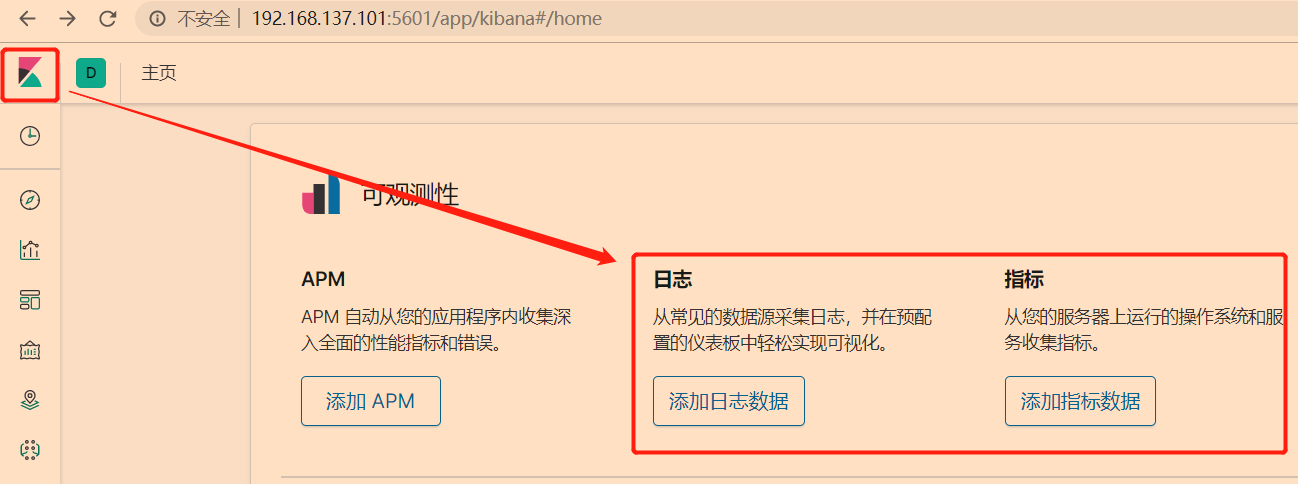 不安全 | 192.168.137.101:5601/app/kibana#/home
D
主页
可观测性
APM
APM 自动从您的应用程序内收集深
入全面的性能指标和错误。
添加 APM
日志
从常见的数据源采集日志，并在预配
置的仪表板中轻松实现可视化。
添加日志数据
指标
从您的服务器上运行的操作系统和服
务收集指标。
添加指标数据